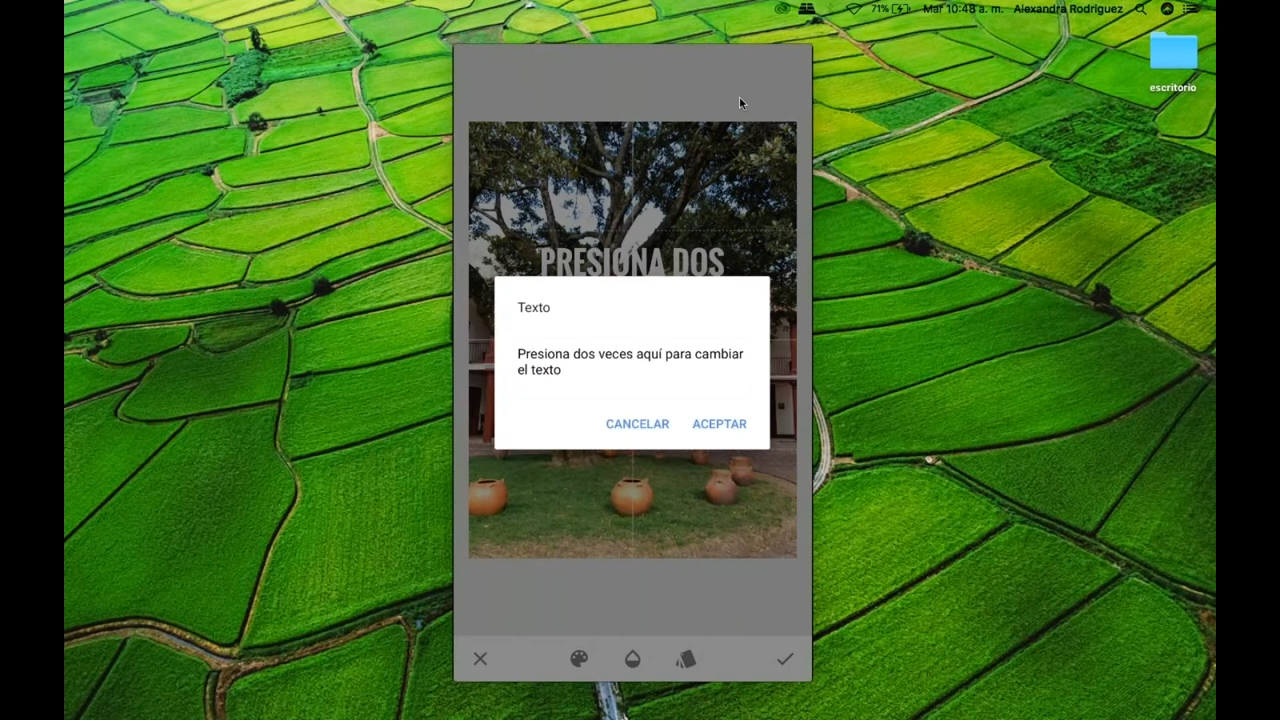 71% Mar 10:48 a. m. Alexandra Rodriguez
escritorio
PRESIONA DOS
Texto
Presiona dos veces aquí para cambiar
el texto
CANCELAR ACEPTAR